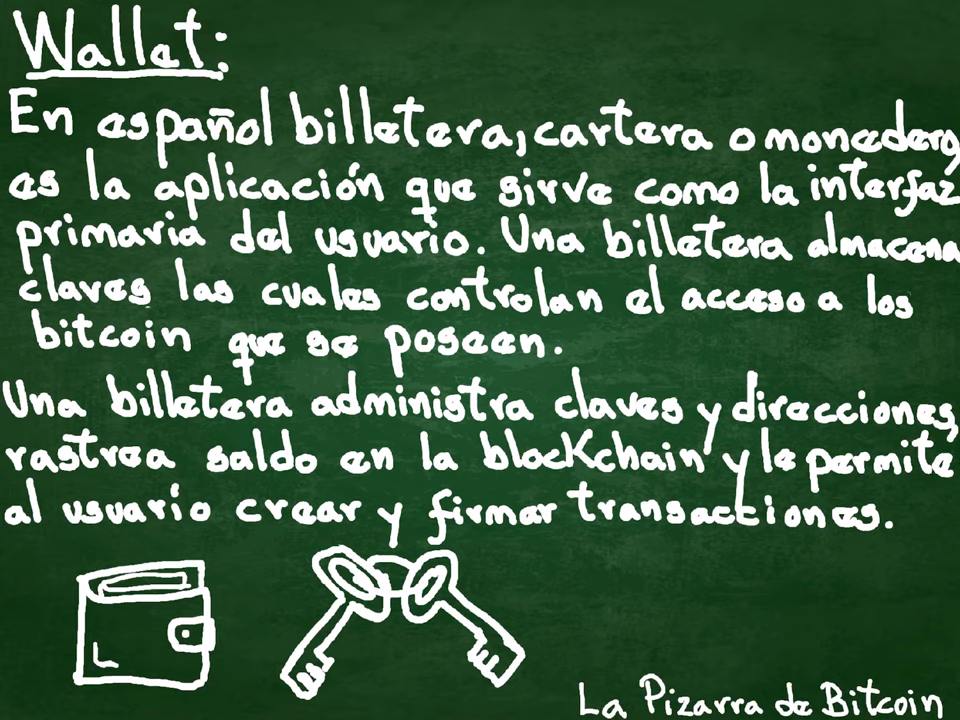 Wallet:
En español billetera, cartera o monedero,
es la aplicación que sirve como la interfaz
primaria del usuario. Una billetera almacena
claves las cuales controlan el acceso a los
bitcoin que se poseen.
Una billetera administra claves y direcciones,
rastrea saldo en la blockchain y le permite
al usuario crear y firmar transacciones.
La Pizarra de Bitcoin